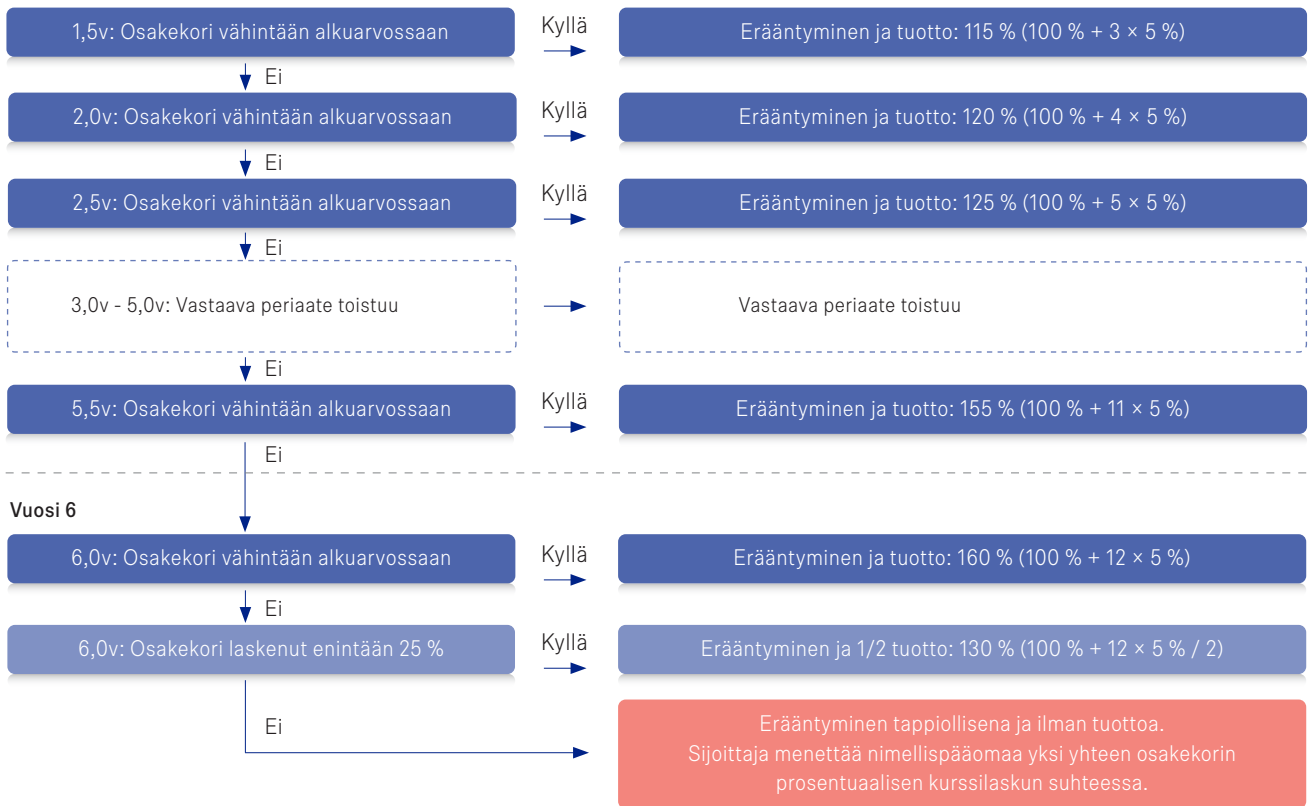 1,5v: Osakekori vähintään alkuarvossaan
Kyllä
Erääntyminen ja tuotto: 115 % (100 % + 3 × 5 %)
Ei
2,0v: Osakekori vähintään alkuarvossaan
Kyllä
Erääntyminen ja tuotto: 120 % (100 % + 4 × 5 %)
Ei
2,5v: Osakekori vähintään alkuarvossaan
Kyllä
Erääntyminen ja tuotto: 125 % (100 % + 5 × 5 %)
Ei
3,0v - 5,0v: Vastaava periaate toistuu
Vastaava periaate toistuu
Ei
5,5v: Osakekori vähintään alkuarvossaan
Kyllä
Erääntyminen ja tuotto: 155 % (100 % + 11 × 5 %)
Ei
Vuosi 6
6,0v: Osakekori vähintään alkuarvossaan
Kyllä
Erääntyminen ja tuotto: 160 % (100 % + 12 × 5 %)
Ei
6,0v: Osakekori laskenut enintään 25 %
Kyllä
Erääntyminen ja 1/2 tuotto: 130 % (100 % + 12 × 5 % / 2)
Ei
Erääntyminen tappiollisena ja ilman tuottoa.
Sijoittaja menettää nimellispääomaa yksi yhteen osakekorin
prosentuaalisen kurssilaskun suhteessa.